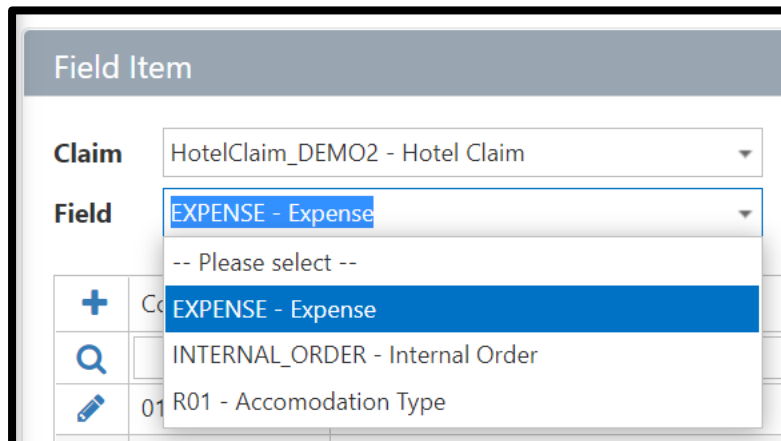 Field Item
Claim HotelClaim_DEMO2 - Hotel Claim
Field EXPENSE - Expense
-- Please select --
EXPENSE - Expense
INTERNAL_ORDER - Internal Order
R01 - Accomodation Type